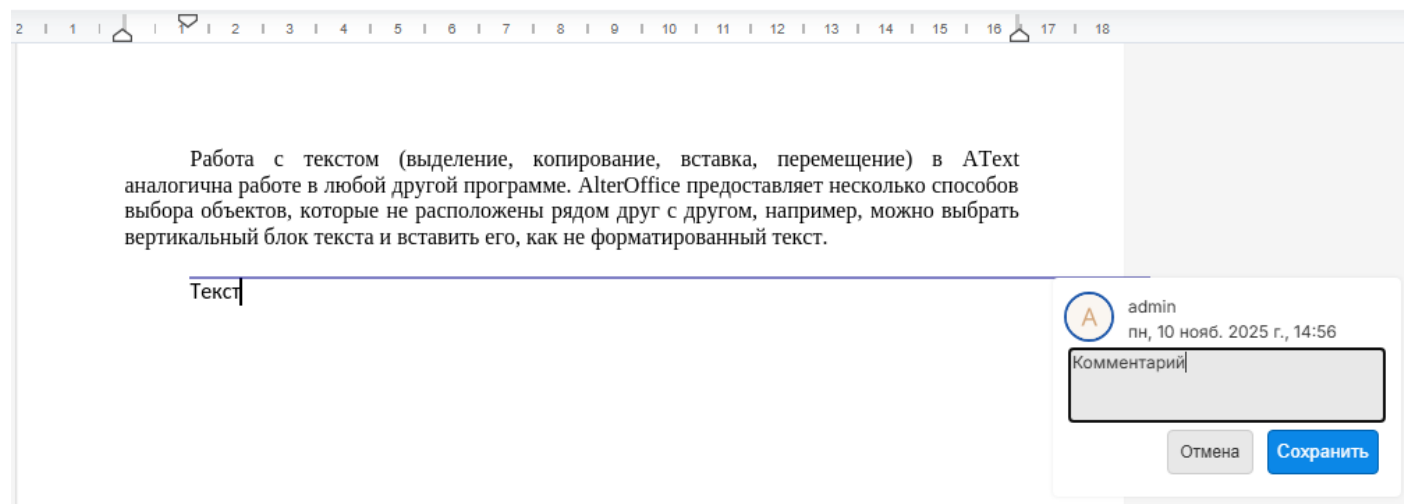 2 1 1 2 3 4 5 6 7 8 9 10 11 12 13 14 15 16 17 18
Работа с текстом (выделение, копирование, вставка, перемещение) в AText
аналогична работе в любой другой программе. AlterOffice предоставляет несколько способов
выбора объектов, которые не расположены рядом друг с другом, например, можно выбрать
вертикальный блок текста и вставить его, как не форматированный текст.
Текст
A
admin
пн, 10 нояб. 2025 г., 14:56
Комментарий
Отмена
Сохранить